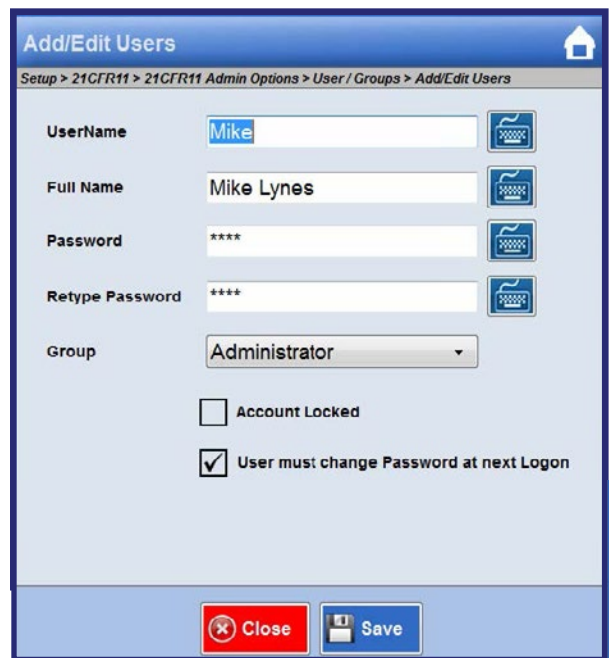 Add/Edit Users
Setup > 21CFR11 > 21CFR11 Admin Options > User / Groups > Add/Edit Users
UserName Mike
Full Name Mike Lynes
Password ****
Retype Password ****
Group Administrator
Account Locked
User must change Password at next Logon
Close Save